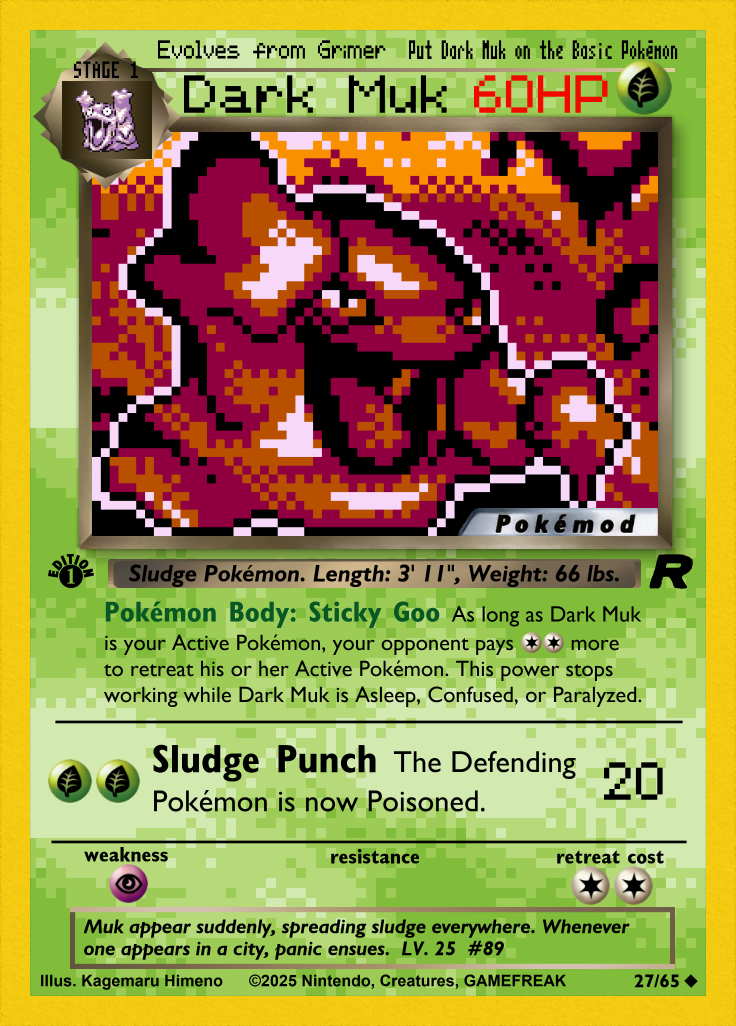 Evolves from Grimer Put Dark Muk on the Basic Pokémon
STAGE 1
Dark Muk 60HP
Pokémod
EDITION
1
Sludge Pokémon. Length: 3' 11", Weight: 66 lbs.
R
Pokémon Body: Sticky Goo As long as Dark Muk
is your Active Pokémon, your opponent pays more
to retreat his or her Active Pokémon. This power stops
working while Dark Muk is Asleep, Confused, or Paralyzed.
Sludge Punch The Defending
Pokémon is now Poisoned.
20
weakness resistance retreat cost
Muk appear suddenly, spreading sludge everywhere. Whenever
one appears in a city, panic ensues. LV. 25 #89
Illus. Kagemaru Himeno ©2025 Nintendo, Creatures, GAMEFREAK 27/65